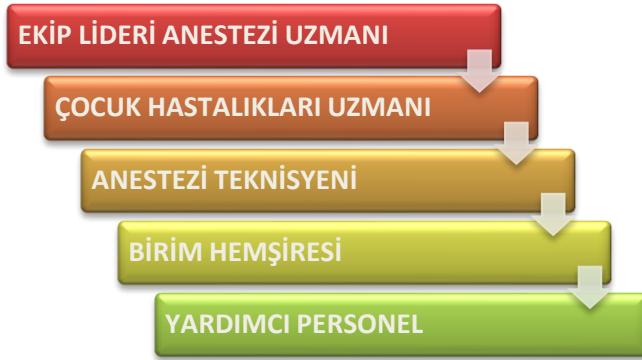 EKİP LİDERİ ANESTEZİ UZMANI
ÇOCUK HASTALIKLARI UZMANI
ANESTEZİ TEKNİSYENİ
BİRİM HEMŞİRESİ
YARDIMCI PERSONEL